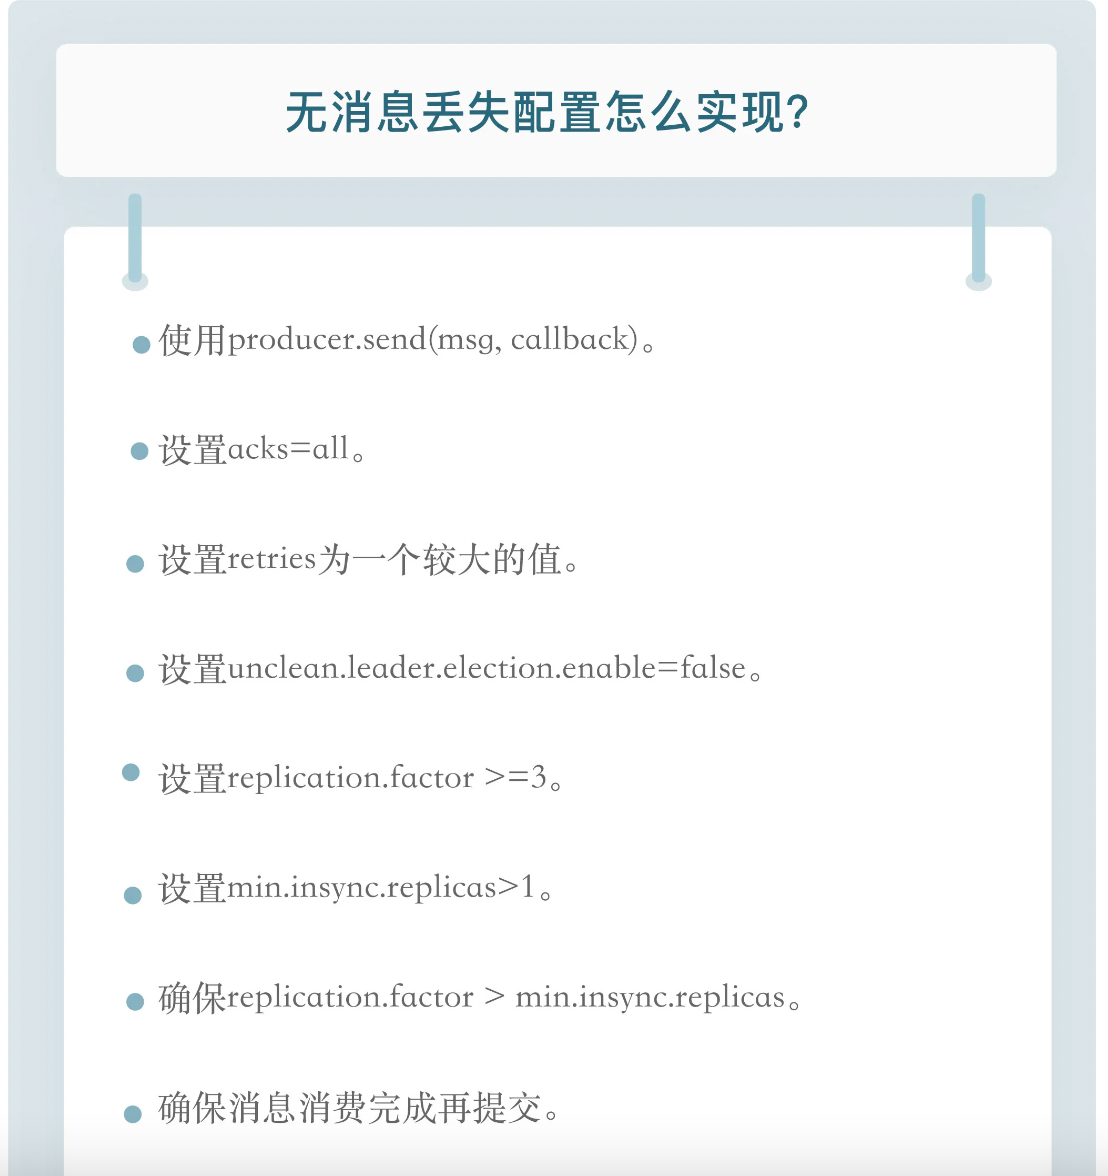 无消息丢失配置怎么实现?
使用producer.send(msg, callback)。
设置acks=all。
设置retries为一个较大的值。
设置unclean.leader.election.enable=false。
设置replication.factor >=3。
设置min.insync.replicas>1。
确保replication.factor > min.insync.replicas。
确保消息消费完成再提交。